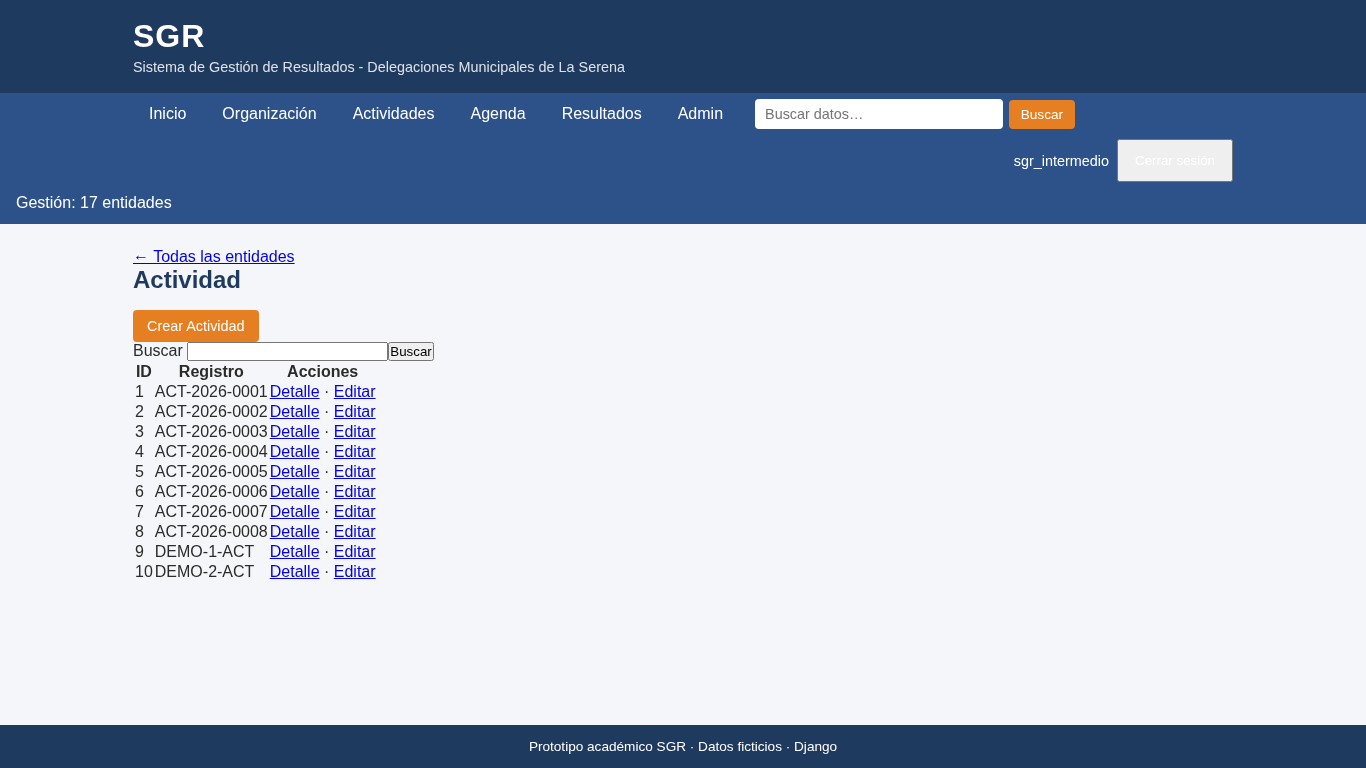 SGR
Sistema de Gestión de Resultados - Delegaciones Municipales de La Serena
Inicio Organización Actividades Agenda Resultados Admin Buscar datos… Buscar
sgr_intermedio Cerrar sesión
Gestión: 17 entidades
← Todas las entidades
Actividad
Crear Actividad
Buscar Buscar
ID Registro Acciones
1 ACT-2026-0001 Detalle · Editar
2 ACT-2026-0002 Detalle · Editar
3 ACT-2026-0003 Detalle · Editar
4 ACT-2026-0004 Detalle · Editar
5 ACT-2026-0005 Detalle · Editar
6 ACT-2026-0006 Detalle · Editar
7 ACT-2026-0007 Detalle · Editar
8 ACT-2026-0008 Detalle · Editar
9 DEMO-1-ACT Detalle · Editar
10 DEMO-2-ACT Detalle · Editar
Prototipo académico SGR · Datos ficticios · Django